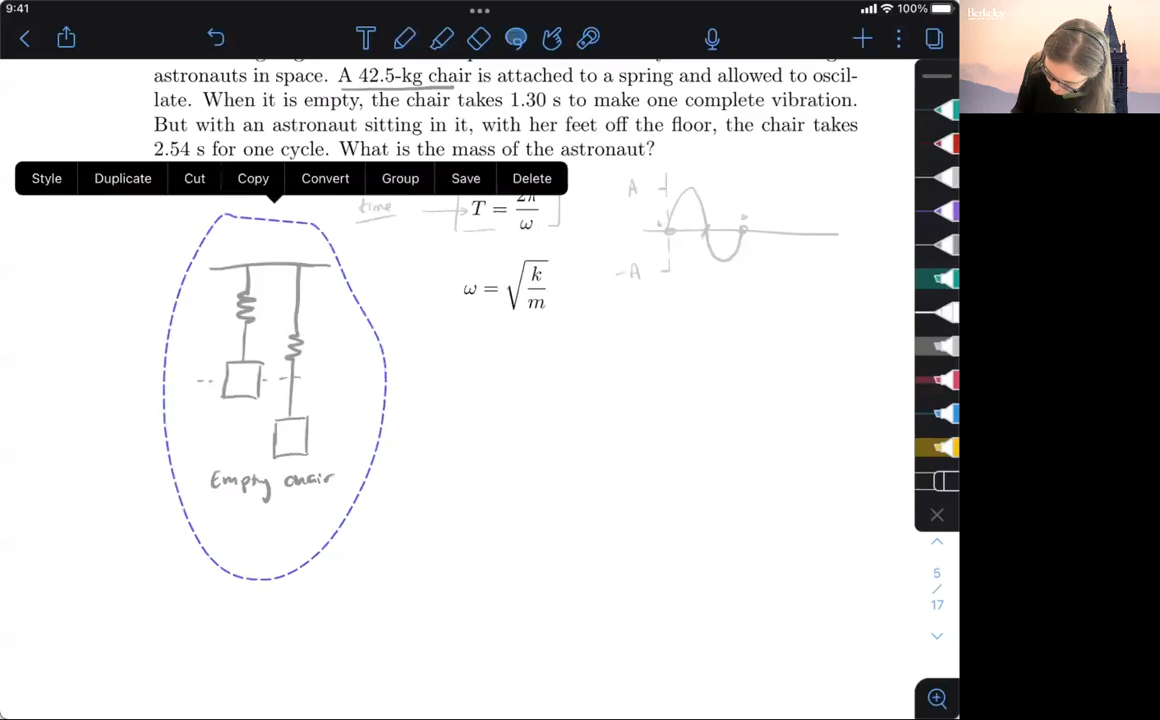 9:41
100%
Berkeley
astronauts in space. A 42.5-kg chair is attached to a spring and allowed to oscil-
late. When it is empty, the chair takes 1.30 s to make one complete vibration.
But with an astronaut sitting in it, with her feet off the floor, the chair takes
2.54 s for one cycle. What is the mass of the astronaut?
Style Duplicate Cut Copy Convert Group Save Delete
time
T = 2π/ω
A
-A
ω = √(k/m)
Empty chair
5
/
17